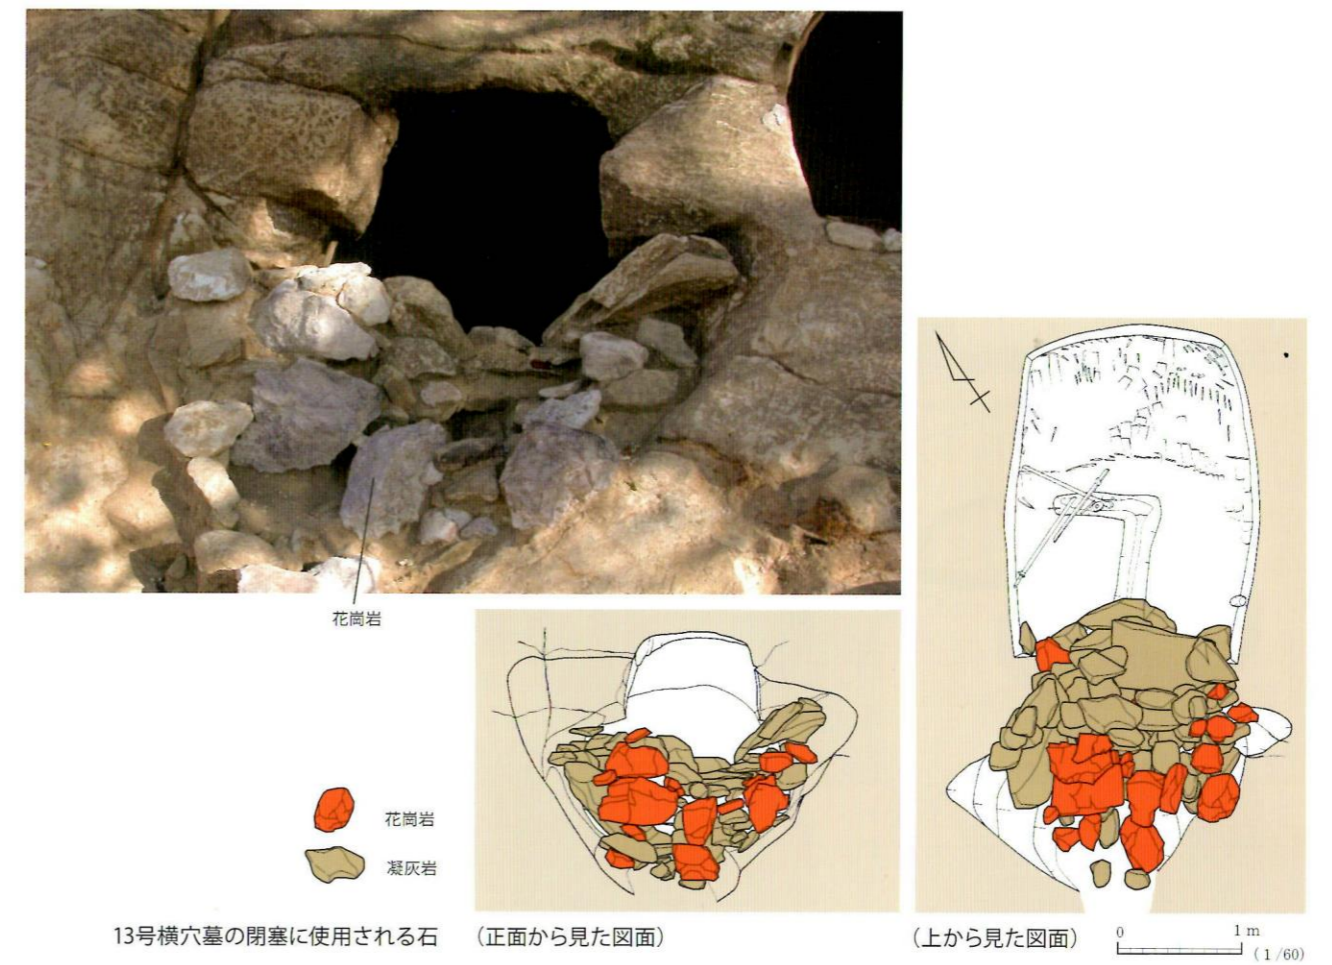 花崗岩
花崗岩
凝灰岩
13号横穴墓の閉塞に使用される石
(正面から見た図面)
(上から見た図面)
0 1 m
(1/60)